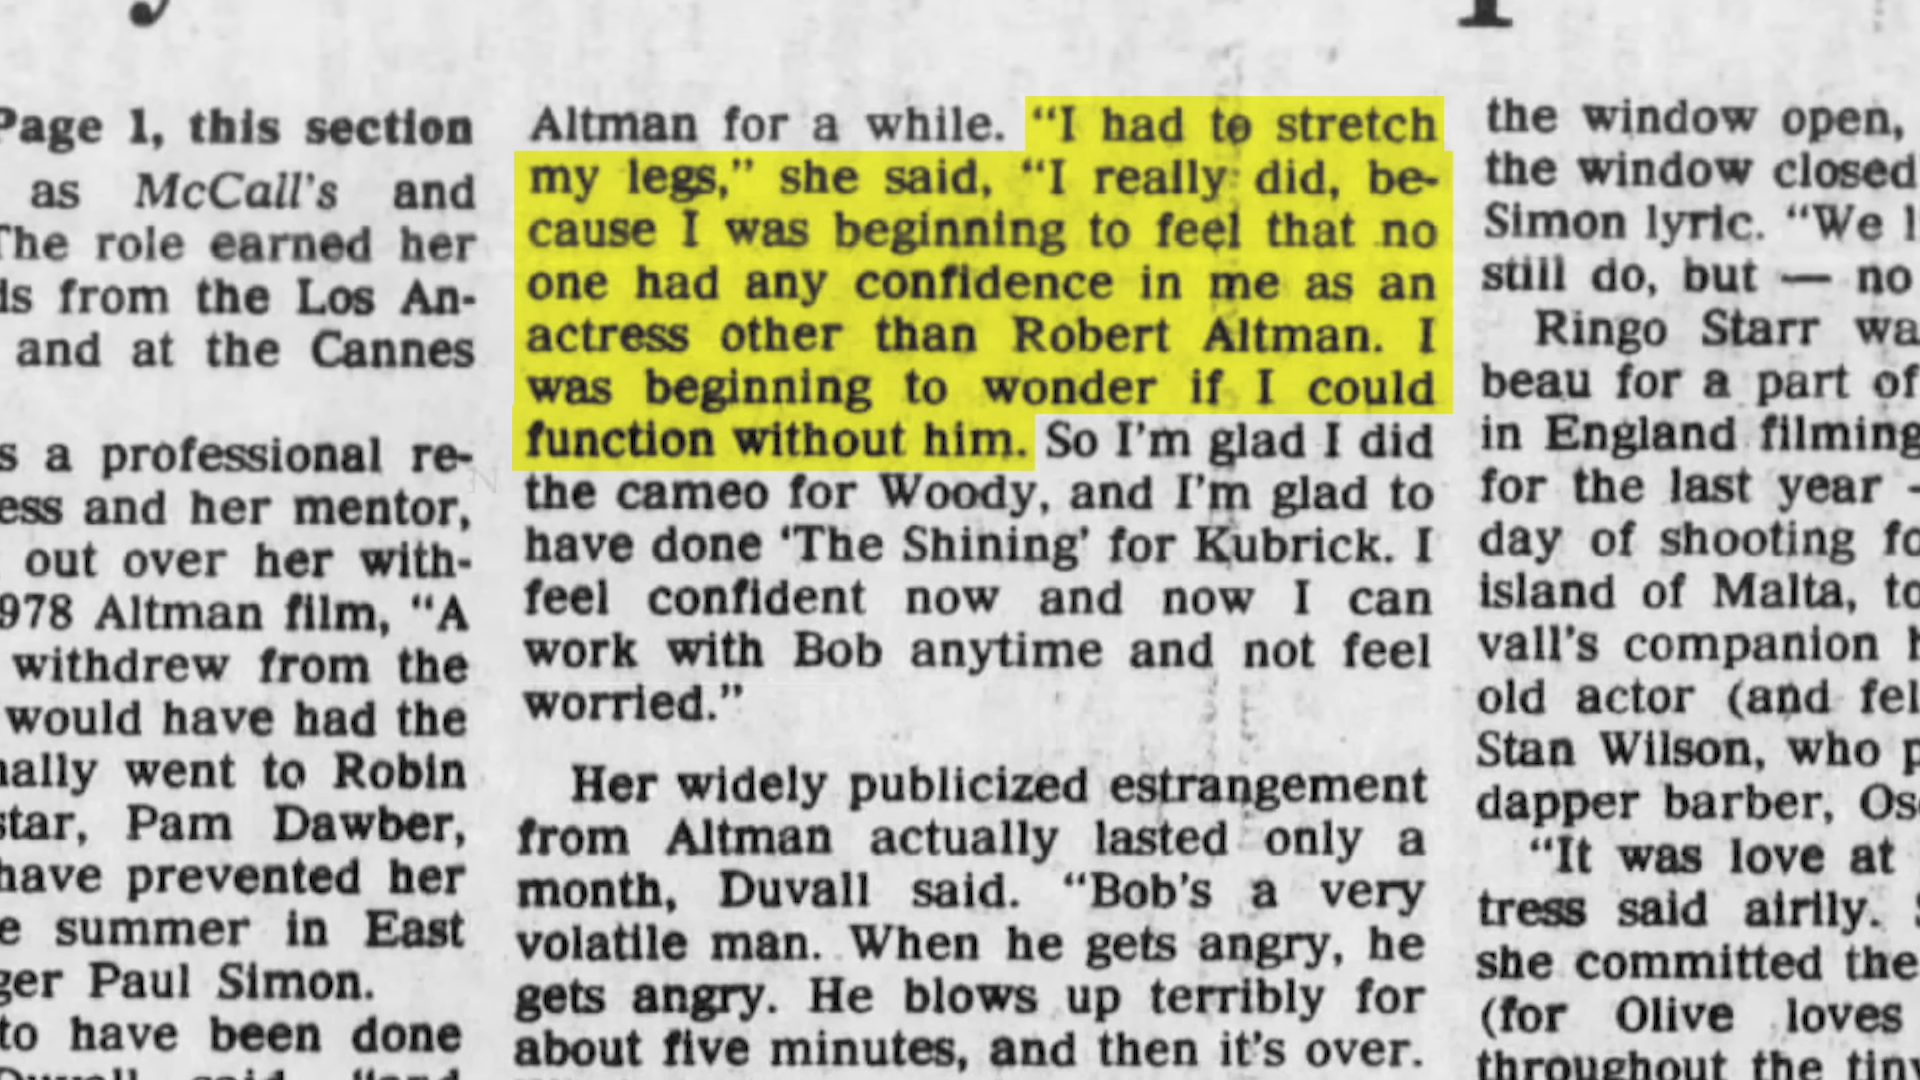 Page 1, this section
as McCall's and
The role earned her
from the Los An-
and at the Cannes
a professional re-
and her mentor,
out over her with-
Altman film, “A
withdrew from the
would have had the
went to Robin
Pam Dawber,
have prevented her
summer in East
Paul Simon.
to have been done
Duvall said, “and
Altman for a while. “I had to stretch
my legs,” she said, “I really did, be-
cause I was beginning to feel that no
one had any confidence in me as an
actress other than Robert Altman. I
was beginning to wonder if I could
function without him. So I'm glad I did
the cameo for Woody, and I'm glad to
have done ‘The Shining’ for Kubrick. I
feel confident now and now I can
work with Bob anytime and not feel
worried.”
Her widely publicized estrangement
from Altman actually lasted only a
month, Duvall said. “Bob's a very
volatile man. When he gets angry, he
gets angry. He blows up terribly for
about five minutes, and then it's over.
the window open,
the window closed
Simon lyric. “We
still do, but — no
Ringo Starr
beau for a part of
in England filming
for the last year
day of shooting
island of Malta,
vall's companion
old actor (and
Stan Wilson, who
dapper barber,
“It was love at
tress said airily.
she committed the
(for Olive loves
throughout the tiny